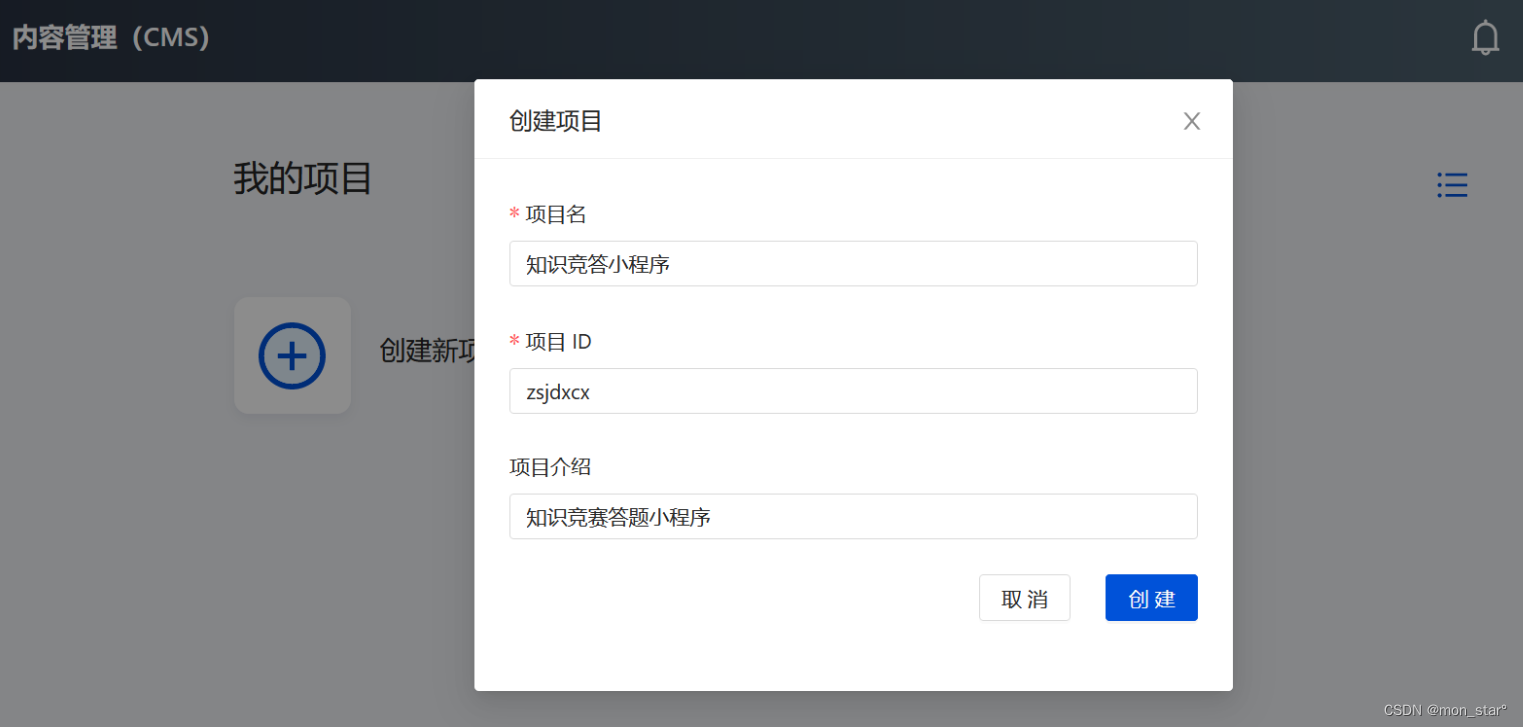 内容管理（CMS）
我的项目
创建新项
创建项目
* 项目名
知识竞答小程序
* 项目 ID
zsjdxcx
项目介绍
知识竞赛答题小程序
取 消
创 建
CSDN @mon_star°